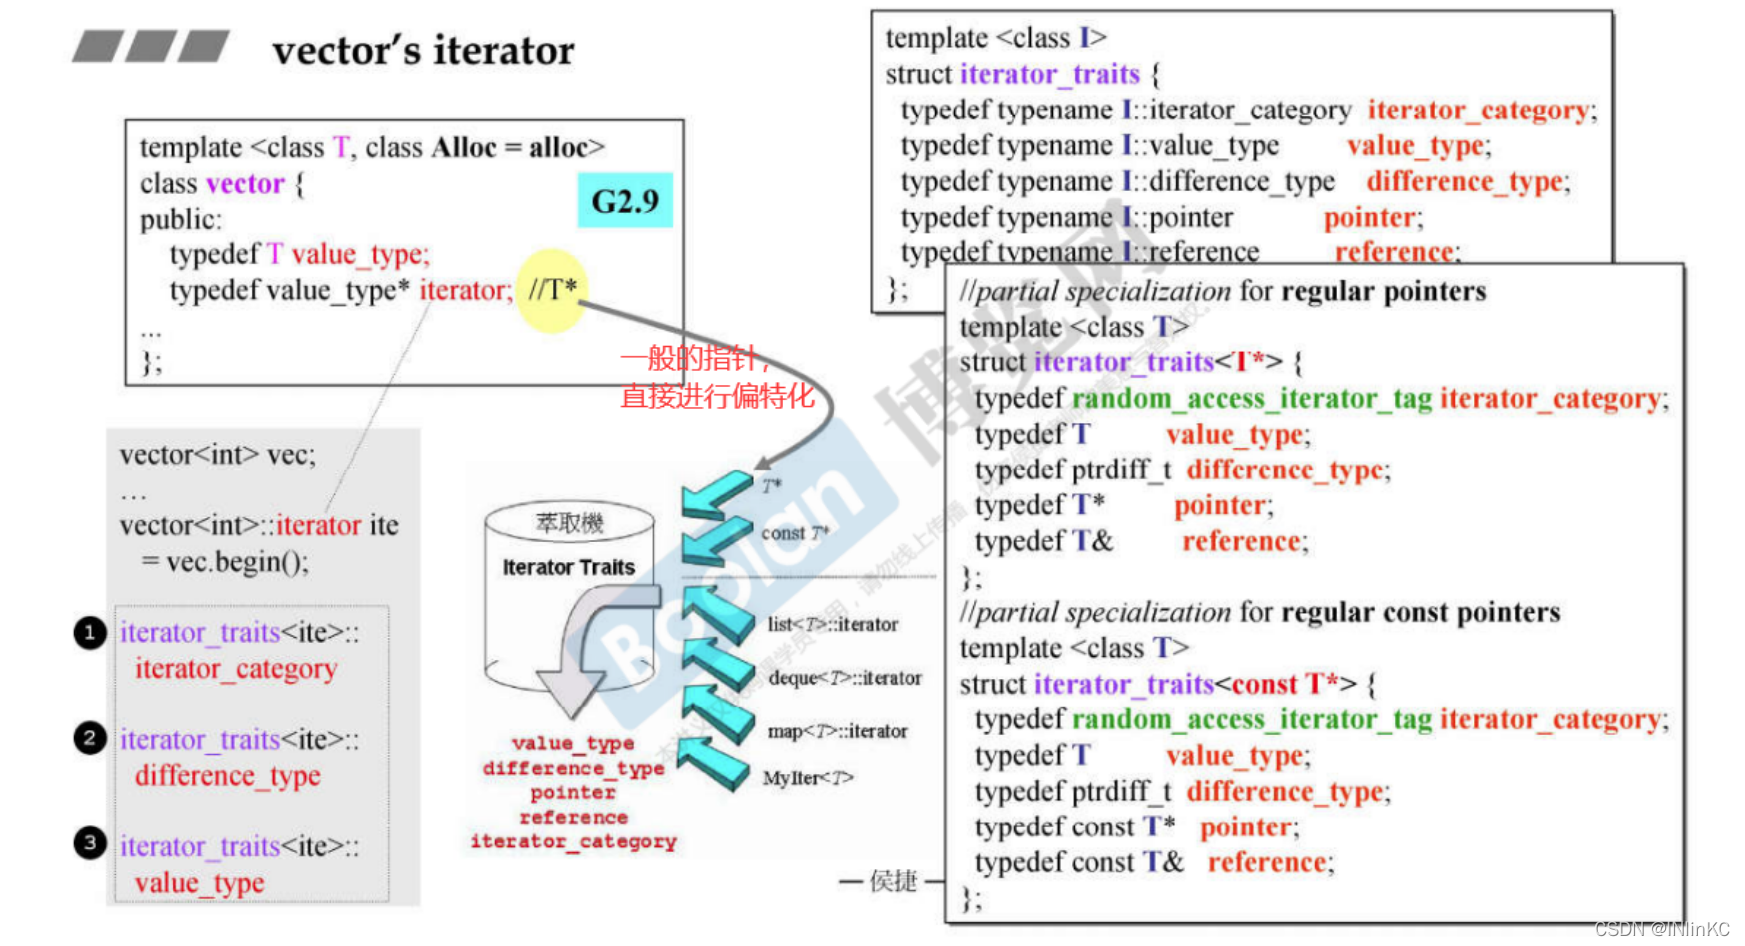 vector's iterator
template <class T, class Alloc = alloc>
class vector {
public:
typedef T value_type;
typedef value_type* iterator; //T*
...
};
G2.9
一般的指针,
直接进行偏特化
vector<int> vec;
...
vector<int>::iterator ite
= vec.begin();
1 iterator_traits<ite>::
iterator_category
2 iterator_traits<ite>::
difference_type
3 iterator_traits<ite>::
value_type
萃取機
Iterator Traits
T*
const T*
list<T>::iterator
deque<T>::iterator
map<T>::iterator
MyIter<T>
value_type
difference_type
pointer
reference
iterator_category
template <class I>
struct iterator_traits {
typedef typename I::iterator_category iterator_category;
typedef typename I::value_type value_type;
typedef typename I::difference_type difference_type;
typedef typename I::pointer pointer;
typedef typename I::reference reference;
};
//partial specialization for regular pointers
template <class T>
struct iterator_traits<T*> {
typedef random_access_iterator_tag iterator_category;
typedef T value_type;
typedef ptrdiff_t difference_type;
typedef T* pointer;
typedef T& reference;
};
//partial specialization for regular const pointers
template <class T>
struct iterator_traits<const T*> {
typedef random_access_iterator_tag iterator_category;
typedef T value_type;
typedef ptrdiff_t difference_type;
typedef const T* pointer;
typedef const T& reference;
};
— 侯捷 —
Boolan
博览网
CSDN @INlinKC